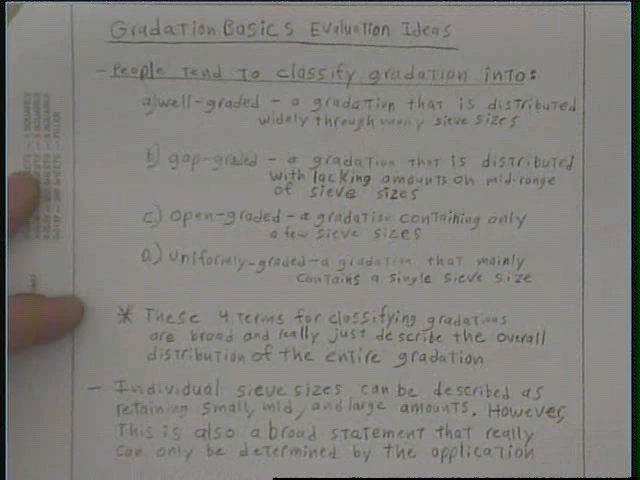 Gradation Basics Evaluation Ideas
- People tend to classify gradation into:
a) well-graded - a gradation that is distributed
widely through many sieve sizes
b.) gap-graded - a gradation that is distributed
with lacking amounts on mid-range
of sieve sizes
c.) open-graded - a gradation containing only
a few sieve sizes
D.) uniformly-graded - a gradation that mainly
contains a single sieve size
* These 4 terms for classifying gradations
are broad and really just describe the overall
distribution of the entire gradation
- Individual sieve sizes can be described as
retaining small, mid, and large amounts. However,
This is also a broad statement that really
can only be determined by the application